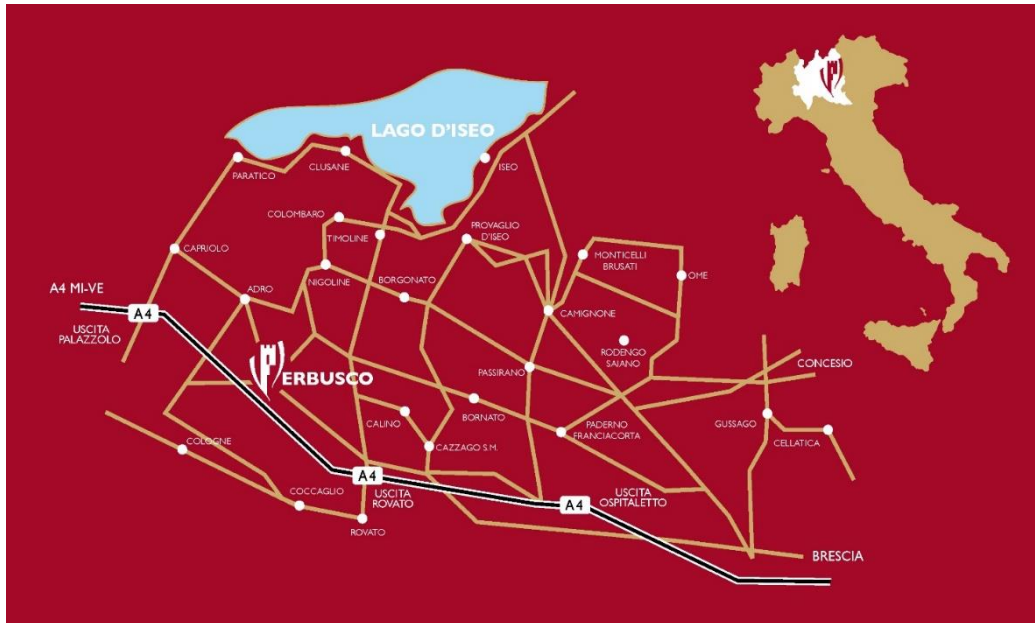 LAGO D'ISEO
ISEO
CLUSANE
PARATICO
COLOMBARO
TIMOLINE
PROVAGLIO
D'ISEO
CAPRIOLO
MONTICELLI
BRUSATI
OME
NIGOLINE
BORGONATO
ADRO
A4 MI-VE
A4
USCITA
PALAZZOLO
CAMIGNONE
RODENGO
SAIANO
CONCESIO
ERBUSCO
PASSIRANO
CALINO
BORNATO
PADERNO
FRANCIACORTA
GUSSAGO
CELLATICA
COLOGNE
CAZZAGO S.M.
A4
USCITA
ROVATO
COCCAGLIO
ROVATO
A4
USCITA
OSPITALETTO
BRESCIA